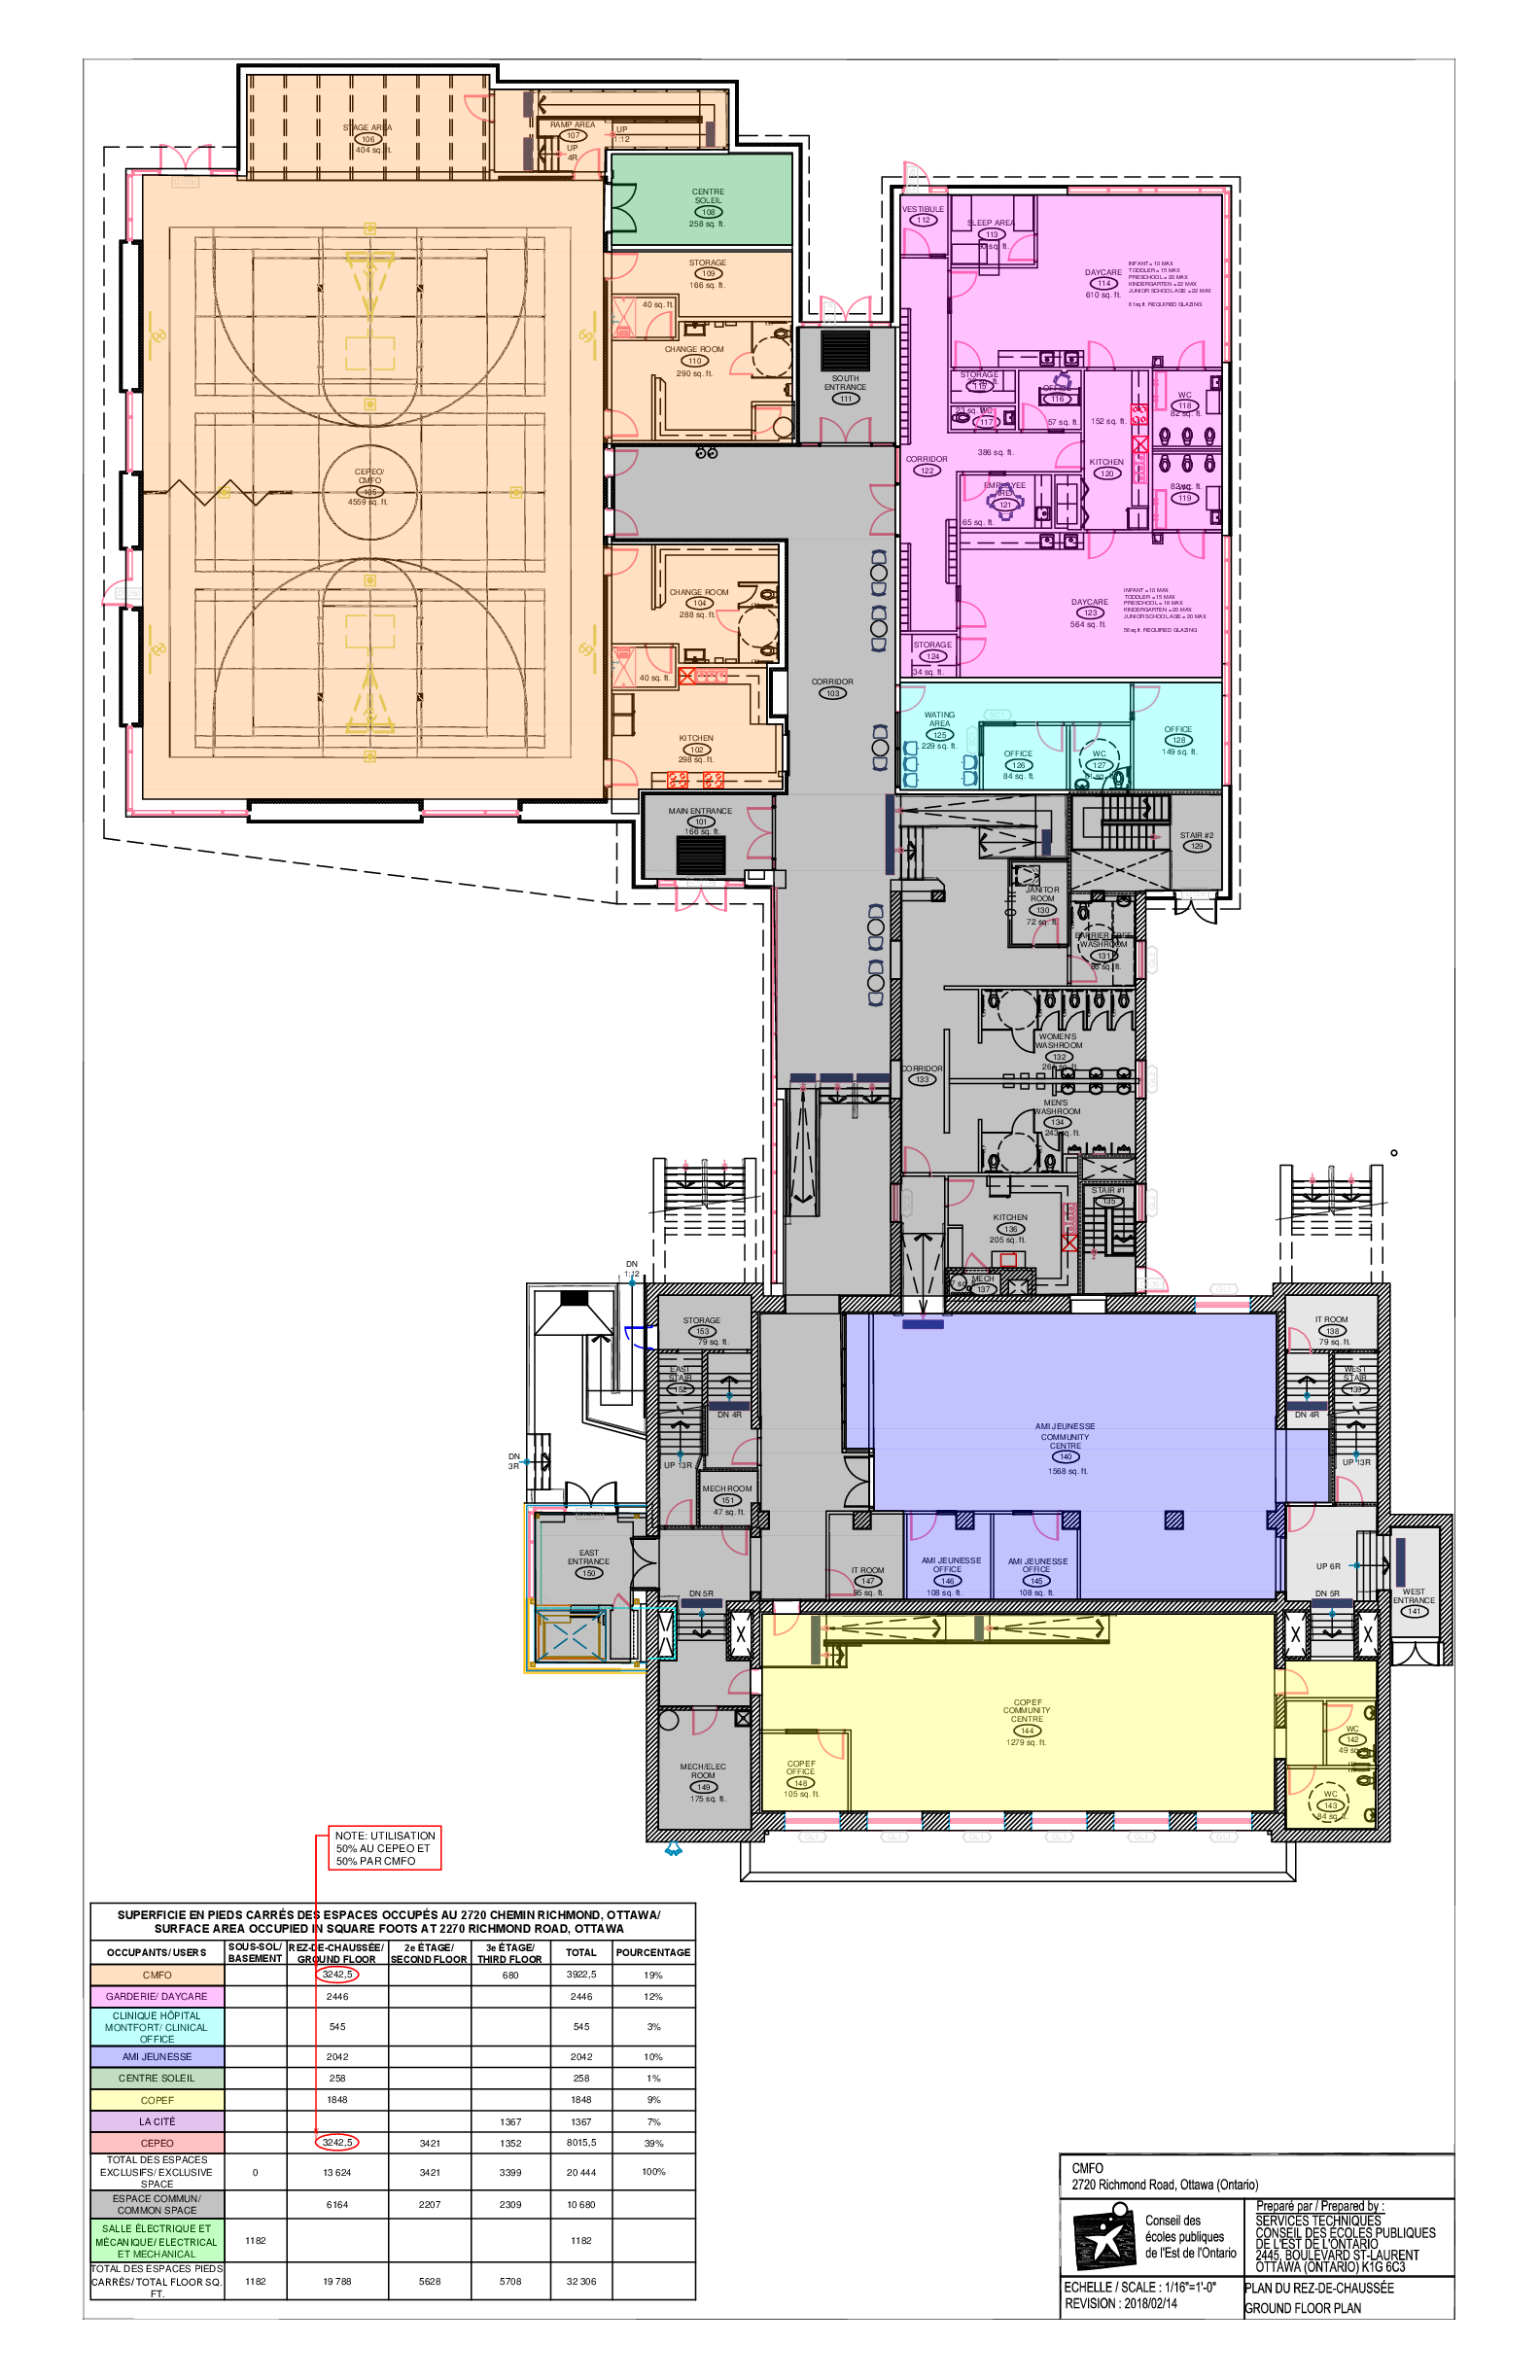 STAGE AREA
106
404 sq. ft.
RAMP AREA
107
UP
1:12
UP
4R
CENTRE
SOLEIL
108
258 sq. ft.
STORAGE
109
166 sq. ft.
40 sq. ft.
CHANGE ROOM
110
290 sq. ft.
SOUTH
ENTRANCE
111
VESTIBULE
112
SLEEP AREA
113
DAYCARE
114
610 sq. ft.
INFANT = 10 MAX
TODDLER = 15 MAX
PRESCHOOL = 20 MAX
KINDERGARTEN = 22 MAX
JUNIOR SCHOOL AGE = 22 MAX
61sq.ft. REQUIRED GLAZING
STORAGE
115
OFFICE
116
57 sq. ft.
23 sq. ft.
WC
117
WC
118
82 sq. ft.
152 sq. ft.
386 sq. ft.
CORRIDOR
122
KITCHEN
120
82 sq. ft.
WC
119
EMPLOYEE
AREA
121
65 sq. ft.
CEPEO/
CMFO
105
4559 sq. ft.
CHANGE ROOM
104
288 sq. ft.
40 sq. ft.
DAYCARE
123
564 sq. ft.
INFANT = 10 MAX
TODDLER = 15 MAX
PRESCHOOL = 16 MAX
KINDERGARTEN = 20 MAX
JUNIOR SCHOOL AGE = 20 MAX
56sq.ft. REQUIRED GLAZING
STORAGE
124
34 sq. ft.
CORRIDOR
103
KITCHEN
102
298 sq. ft.
WATING
AREA
125
229 sq. ft.
OFFICE
126
84 sq. ft.
WC
127
61 sq. ft.
OFFICE
128
149 sq. ft.
MAIN ENTRANCE
101
166 sq. ft.
STAIR #2
129
JANITOR
ROOM
130
72 sq. ft.
BARRIER FREE
WASHROOM
131
WOMEN'S
WASHROOM
132
CORRIDOR
133
MEN'S
WASHROOM
134
243 sq. ft.
STAIR #1
135
KITCHEN
136
205 sq. ft.
MECH
137
DN
1:12
STORAGE
153
79 sq. ft.
EAST
STAIR
152
DN 4R
UP 13R
MECH ROOM
151
47 sq. ft.
DN
3R
IT ROOM
138
79 sq. ft.
WEST
STAIR
139
DN 4R
UP 13R
AMI JEUNESSE
COMMUNITY
CENTRE
140
1568 sq. ft.
EAST
ENTRANCE
150
DN 5R
IT ROOM
147
AMI JEUNESSE
OFFICE
146
108 sq. ft.
AMI JEUNESSE
OFFICE
145
108 sq. ft.
UP 6R
DN 5R
WEST
ENTRANCE
141
COPEF
COMMUNITY
CENTRE
144
1279 sq. ft.
WC
142
49 sq. ft.
MECH/ELEC
ROOM
149
175 sq. ft.
COPEF
OFFICE
148
105 sq. ft.
WC
143
84 sq. ft.
GL1 GL1 GL1 GL1 GL1 GL1
NOTE: UTILISATION
50% AU CEPEO ET
50% PAR CMFO
SUPERFICIE EN PIEDS CARRÉS DES ESPACES OCCUPÉS AU 2720 CHEMIN RICHMOND, OTTAWA/
SURFACE AREA OCCUPIED IN SQUARE FOOTS AT 2270 RICHMOND ROAD, OTTAWA
OCCUPANTS/ USERS SOUS-SOL/ BASEMENT REZ-DE-CHAUSSÉE/ GROUND FLOOR 2e ÉTAGE/ SECOND FLOOR 3e ÉTAGE/ THIRD FLOOR TOTAL POURCENTAGE
CMFO 3242,5 680 3922,5 19%
GARDERIE/ DAYCARE 2446 2446 12%
CLINIQUE HÔPITAL
MONTFORT/ CLINICAL 545 545 3%
OFFICE
AMI JEUNESSE 2042 2042 10%
CENTRE SOLEIL 258 258 1%
COPEF 1848 1848 9%
LA CITÉ 1367 1367 7%
CEPEO 3242,5 3421 1352 8015,5 39%
TOTAL DES ESPACES
EXCLUSIFS/ EXCLUSIVE 0 13 624 3421 3399 20 444 100%
SPACE
ESPACE COMMUN/
COMMON SPACE 6164 2207 2309 10 680
SALLE ÉLECTRIQUE ET
MÉCANIQUE/ ELECTRICAL 1182 1182
ET MECHANICAL
TOTAL DES ESPACES PIEDS
CARRÉS/ TOTAL FLOOR SQ. 1182 19 788 5628 5708 32 306
FT.
CMFO
2720 Richmond Road, Ottawa (Ontario)
Conseil des
écoles publiques
de l'Est de l'Ontario
Preparé par / Prepared by :
SERVICES TECHNIQUES
CONSEIL DES ÉCOLES PUBLIQUES
DE L'EST DE L'ONTARIO
2445, BOULEVARD ST-LAURENT
OTTAWA (ONTARIO) K1G 6C3
ECHELLE / SCALE : 1/16"=1'-0"
REVISION : 2018/02/14
PLAN DU REZ-DE-CHAUSSÉE
GROUND FLOOR PLAN